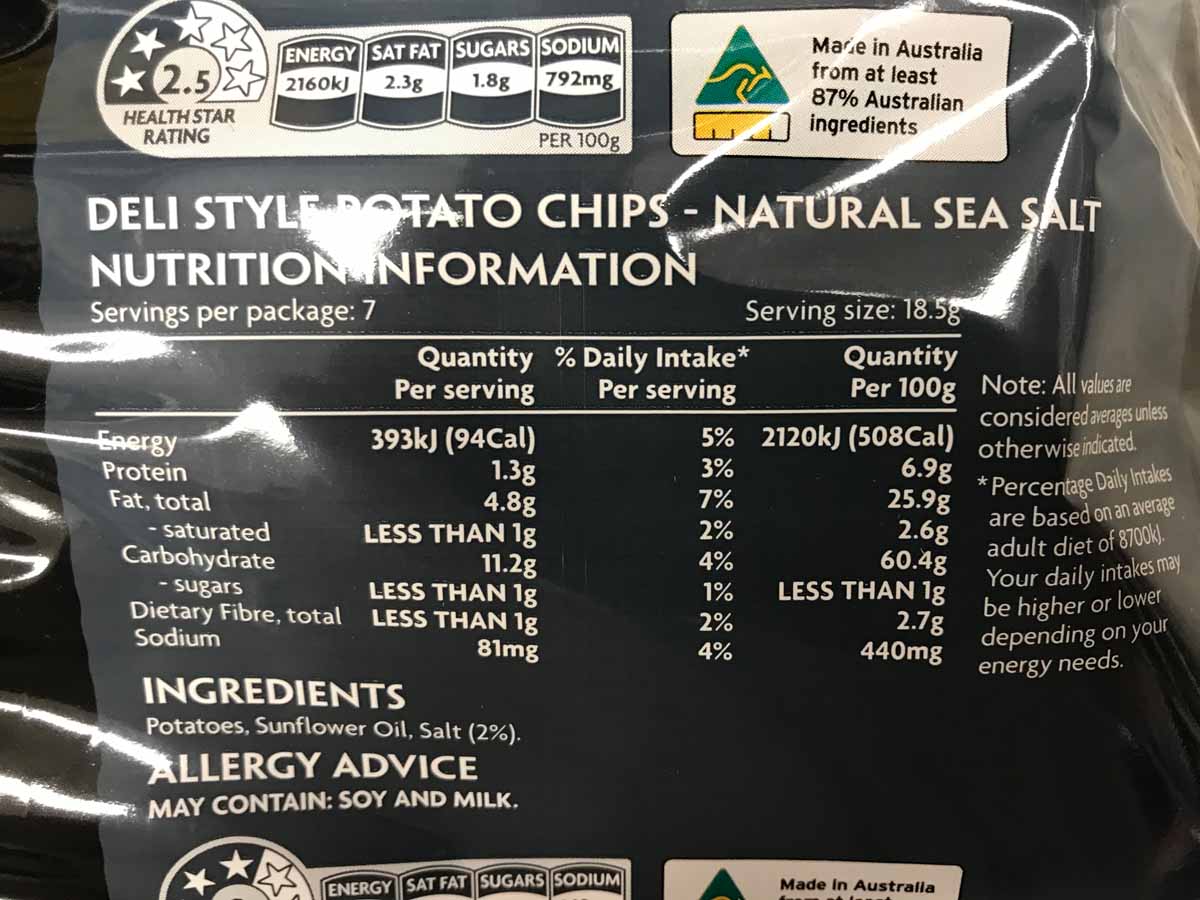 2.5
HEALTH STAR
RATING
ENERGY SAT FAT SUGARS SODIUM
2160kJ 2.3g 1.8g 792mg
PER 100g
Made in Australia
from at least
87% Australian
ingredients
DELI STYLE POTATO CHIPS - NATURAL SEA SALT
NUTRITION INFORMATION
Servings per package: 7 Serving size: 18.5g
Quantity % Daily Intake* Quantity
Per serving Per serving Per 100g
Energy 393kJ (94Cal) 5% 2120kJ (508Cal)
Protein 1.3g 3% 6.9g
Fat, total 4.8g 7% 25.9g
- saturated LESS THAN 1g 2% 2.6g
Carbohydrate 11.2g 4% 60.4g
- sugars LESS THAN 1g 1% LESS THAN 1g
Dietary Fibre, total LESS THAN 1g 2% 2.7g
Sodium 81mg 4% 440mg
Note: All values are
considered averages unless
otherwise indicated.
* Percentage Daily Intakes
are based on an average
adult diet of 8700kJ.
Your daily intakes may
be higher or lower
depending on your
energy needs.
INGREDIENTS
Potatoes, Sunflower Oil, Salt (2%).
ALLERGY ADVICE
MAY CONTAIN: SOY AND MILK.
ENERGY SAT FAT SUGARS SODIUM
Made in Australia